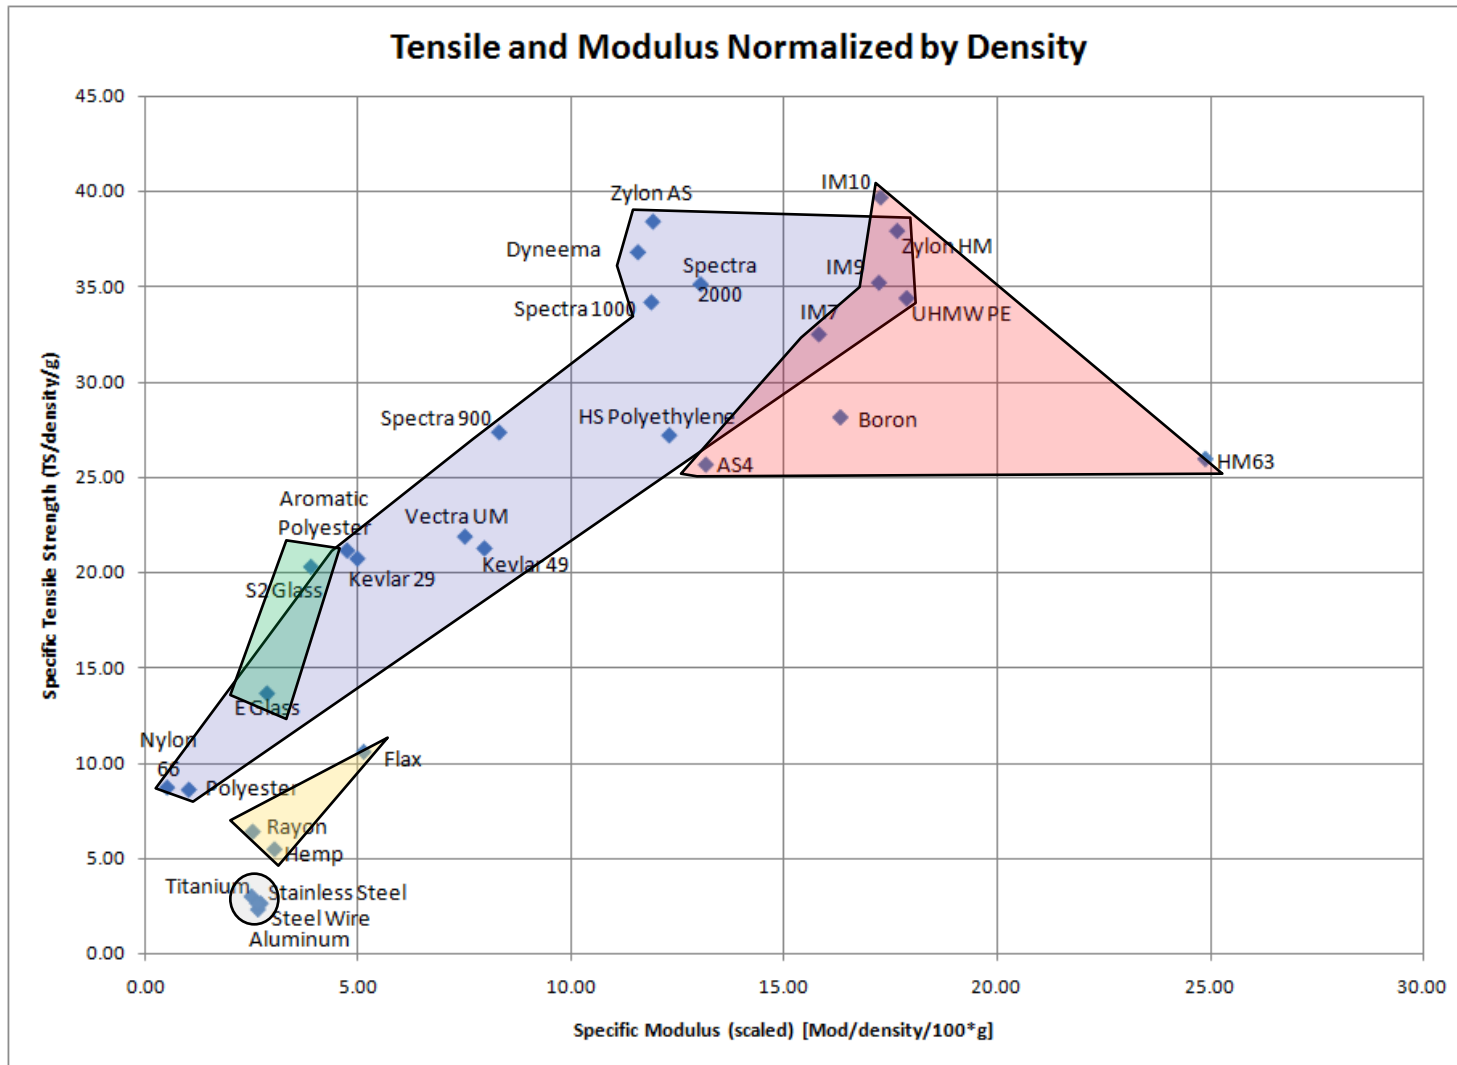 Tensile and Modulus Normalized by Density
45.00
40.00
35.00
30.00
25.00
20.00
15.00
10.00
5.00
0.00
Specific Tensile Strength (TS/density/g)
IM10
Zylon AS
Zylon HM
Dyneema
Spectra
2000
IM9
Spectra 1000
IM7
UHMW PE
Spectra 900
HS Polyethylene
Boron
AS4
HM63
Aromatic
Polyester
Vectra UM
Kevlar 49
Kevlar 29
S2 Glass
E Glass
Nylon
66
Polyester
Flax
Rayon
Hemp
Titanium
Stainless Steel
Steel Wire
Aluminum
0.00 5.00 10.00 15.00 20.00 25.00 30.00
Specific Modulus (scaled) [Mod/density/100*g]